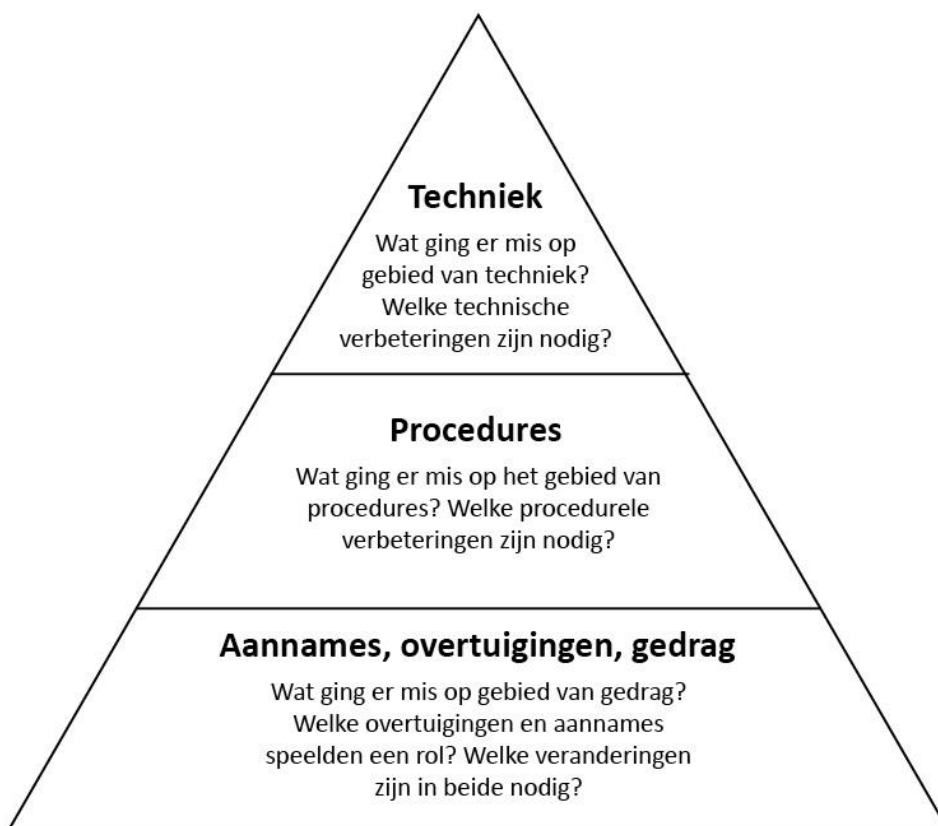 Techniek
Wat ging er mis op
gebied van techniek?
Welke technische
verbeteringen zijn nodig?
Procedures
Wat ging er mis op het gebied van
procedures? Welke procedurele
verbeteringen zijn nodig?
Aannames, overtuigingen, gedrag
Wat ging er mis op gebied van gedrag?
Welke overtuigingen en aannames
speelden een rol? Welke veranderingen
zijn in beide nodig?